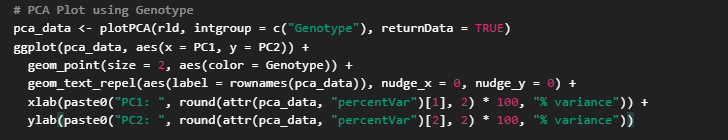 # PCA Plot using Genotype
pca_data <- plotPCA(rld, intgroup = c("Genotype"), returnData = TRUE)
ggplot(pca_data, aes(x = PC1, y = PC2)) +
  geom_point(size = 2, aes(color = Genotype)) +
  geom_text_repel(aes(label = rownames(pca_data)), nudge_x = 0, nudge_y = 0) +
  xlab(paste0("PC1: ", round(attr(pca_data, "percentVar")[1], 2) * 100, "% variance")) +
  ylab(paste0("PC2: ", round(attr(pca_data, "percentVar")[2], 2) * 100, "% variance"))